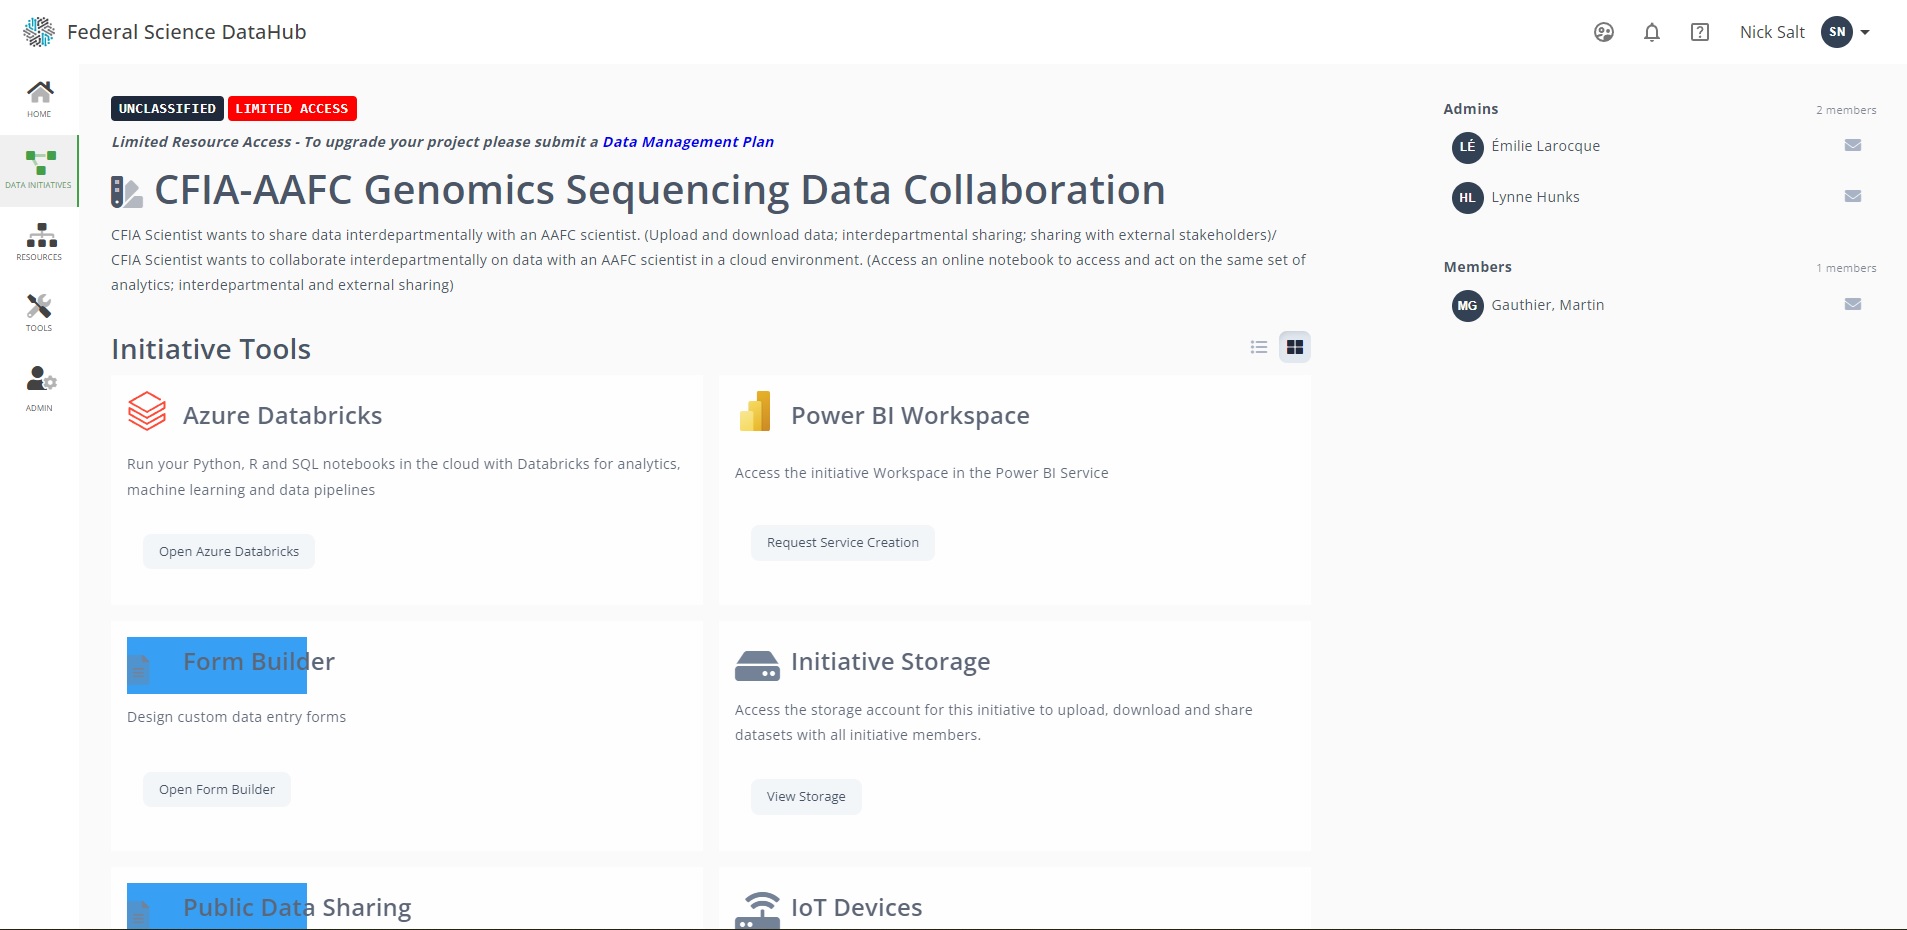 Federal Science DataHub
Nick Salt
SN
HOME
DATA INITIATIVES
RESOURCES
TOOLS
ADMIN
UNCLASSIFIED LIMITED ACCESS
Limited Resource Access - To upgrade your project please submit a Data Management Plan
CFIA-AAFC Genomics Sequencing Data Collaboration
CFIA Scientist wants to share data interdepartmentally with an AAFC scientist. (Upload and download data; interdepartmental sharing; sharing with external stakeholders)/
CFIA Scientist wants to collaborate interdepartmentally on data with an AAFC scientist in a cloud environment. (Access an online notebook to access and act on the same set of
analytics; interdepartmental and external sharing)
Initiative Tools
Azure Databricks
Run your Python, R and SQL notebooks in the cloud with Databricks for analytics,
machine learning and data pipelines
Open Azure Databricks
Power BI Workspace
Access the initiative Workspace in the Power BI Service
Request Service Creation
Form Builder
Design custom data entry forms
Open Form Builder
Initiative Storage
Access the storage account for this initiative to upload, download and share
datasets with all initiative members.
View Storage
Public Data Sharing
IoT Devices
Admins
2 members
LÉ Émilie Larocque
HL Lynne Hunks
Members
1 members
MG Gauthier, Martin